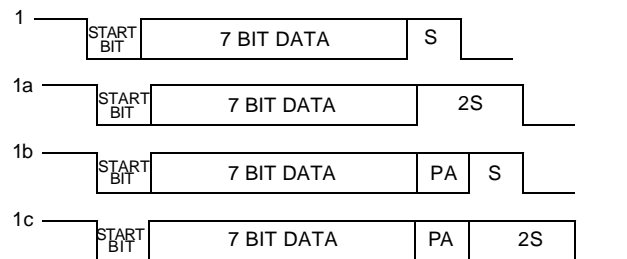 1 START BIT 7 BIT DATA S
1a START BIT 7 BIT DATA 2S
1b START BIT 7 BIT DATA PA S
1c START BIT 7 BIT DATA PA 2S